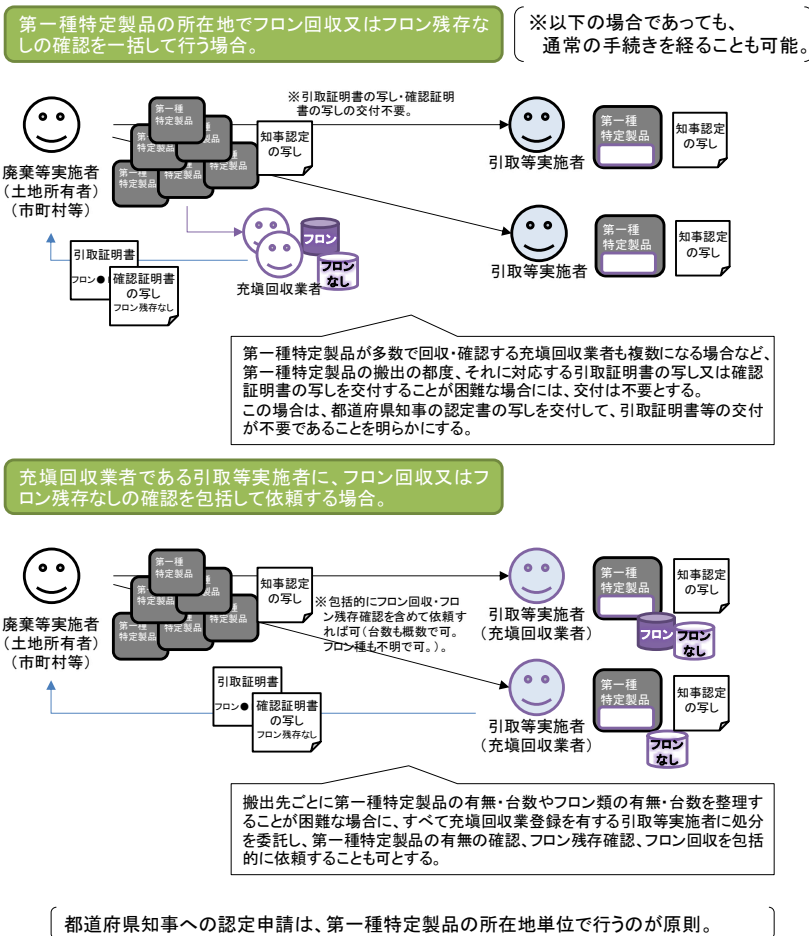 第一種特定製品の所在地でフロン回収又はフロン残存な
しの確認を一括して行う場合。
※以下の場合であっても、
通常の手続きを経ることも可能。
※引取証明書の写し・確認証明
書の写しの交付不要。
第一種
特定製品
第一種
特定製品
知事認定
の写し
廃棄等実施者
(土地所有者)
(市町村等)
引取等実施者
第一種
特定製品
知事認定
の写し
引取等実施者
第一種
特定製品
知事認定
の写し
引取証明書
フロン●
確認証明書
の写し
フロン残存なし
フロン
フロン
なし
充塡回収業者
第一種特定製品が多数で回収・確認する充塡回収業者も複数になる場合など、
第一種特定製品の搬出の都度、それに対応する引取証明書の写し又は確認
証明書の写しを交付することが困難な場合には、交付は不要とする。
この場合は、都道府県知事の認定書の写しを交付して、引取証明書等の交付
が不要であることを明らかにする。
充塡回収業者である引取等実施者に、フロン回収又はフ
ロン残存なしの確認を包括して依頼する場合。
第一種
特定製品
第一種
特定製品
知事認定
の写し
※包括的にフロン回収・フロ
ン残存確認を含めて依頼す
れば可(台数も概数で可。
フロン種も不明で可。)。
廃棄等実施者
(土地所有者)
(市町村等)
引取等実施者
(充塡回収業者)
第一種
特定製品
知事認定
の写し
フロン
フロン
なし
引取証明書
フロン●
確認証明書
の写し
フロン残存なし
引取等実施者
(充塡回収業者)
第一種
特定製品
知事認定
の写し
フロン
なし
搬出先ごとに第一種特定製品の有無・台数やフロン類の有無・台数を整理す
ることが困難な場合に、すべて充塡回収業登録を有する引取等実施者に処分
を委託し、第一種特定製品の有無の確認、フロン残存確認、フロン回収を包括
的に依頼することも可とする。
都道府県知事への認定申請は、第一種特定製品の所在地単位で行うのが原則。